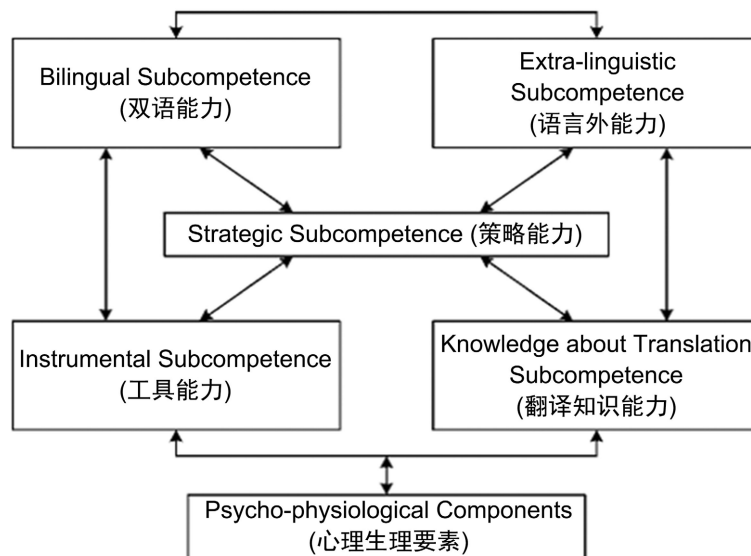 Bilingual Subcompetence
(双语能力)
Extra-linguistic
Subcompetence
(语言外能力)
Strategic Subcompetence (策略能力)
Instrumental Subcompetence
(工具能力)
Knowledge about Translation
Subcompetence
(翻译知识能力)
Psycho-physiological Components
(心理生理要素)